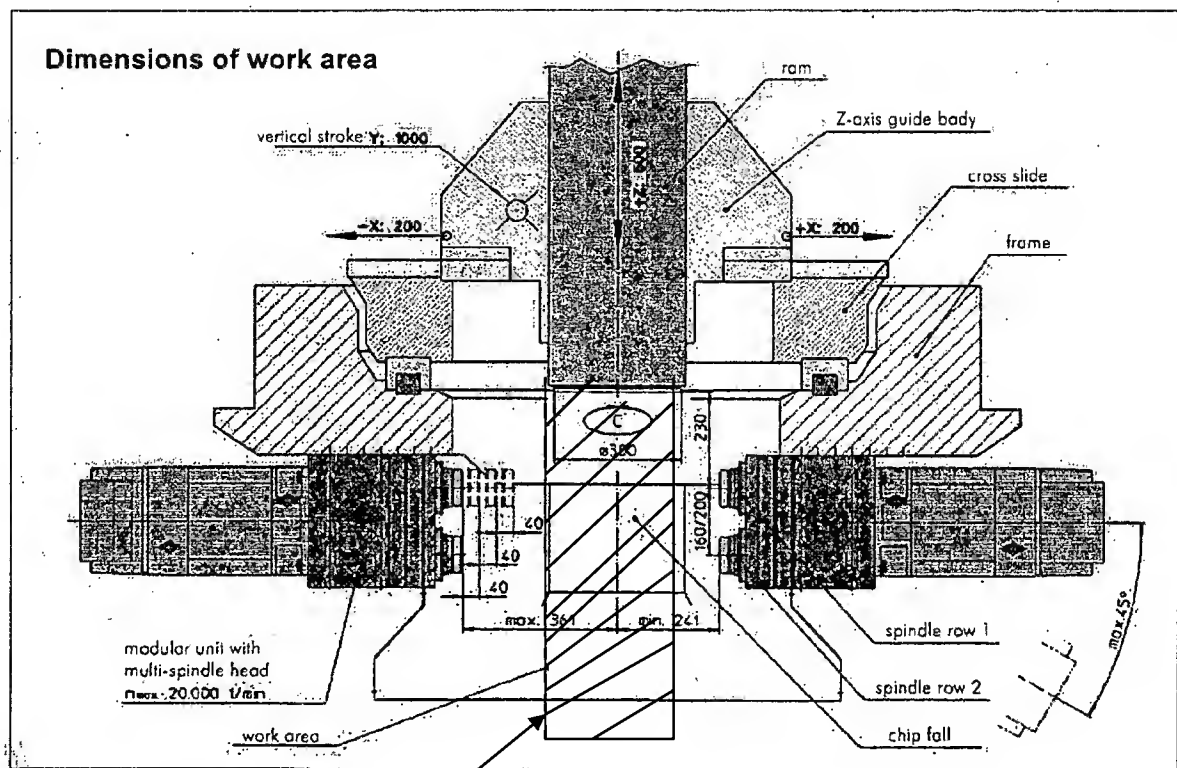 Dimensions of work area
ram
vertical stroke Y: 1000
Z-axis guide body
cross slide
-X: 200
+X: 200
frame
C
ø380
230
160/200
40
40
40
max. 361
min. 241
max.45°
modular unit with
multi-spindle head
nmax. 20.000 1/min
spindle row 1
spindle row 2
work area
chip fall